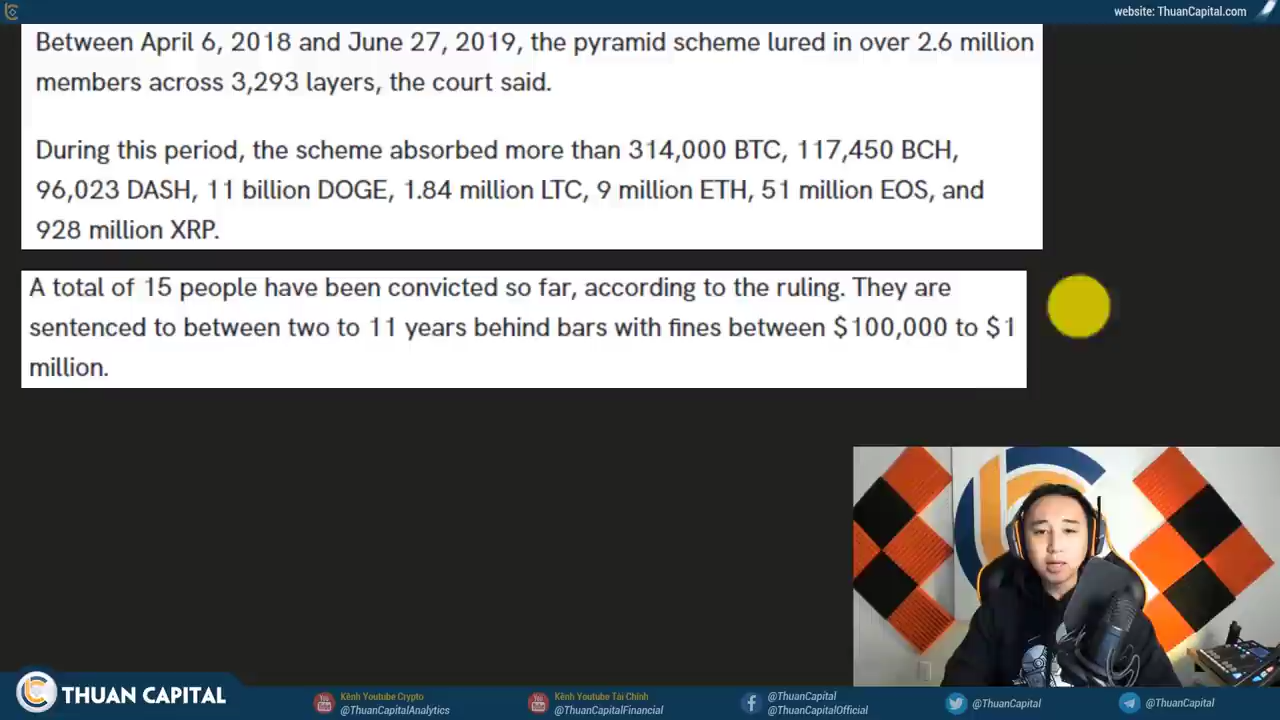 website: ThuanCapital.com
Between April 6, 2018 and June 27, 2019, the pyramid scheme lured in over 2.6 million
members across 3,293 layers, the court said.
During this period, the scheme absorbed more than 314,000 BTC, 117,450 BCH,
96,023 DASH, 11 billion DOGE, 1.84 million LTC, 9 million ETH, 51 million EOS, and
928 million XRP.
A total of 15 people have been convicted so far, according to the ruling. They are
sentenced to between two to 11 years behind bars with fines between $100,000 to $1
million.
THUAN CAPITAL
Kênh Youtube Crypto
@ThuanCapitalAnalytics
Kênh Youtube Tài Chính
@ThuanCapitalFinancial
@ThuanCapital
@ThuanCapitalOfficial
@ThuanCapital
@ThuanCapital